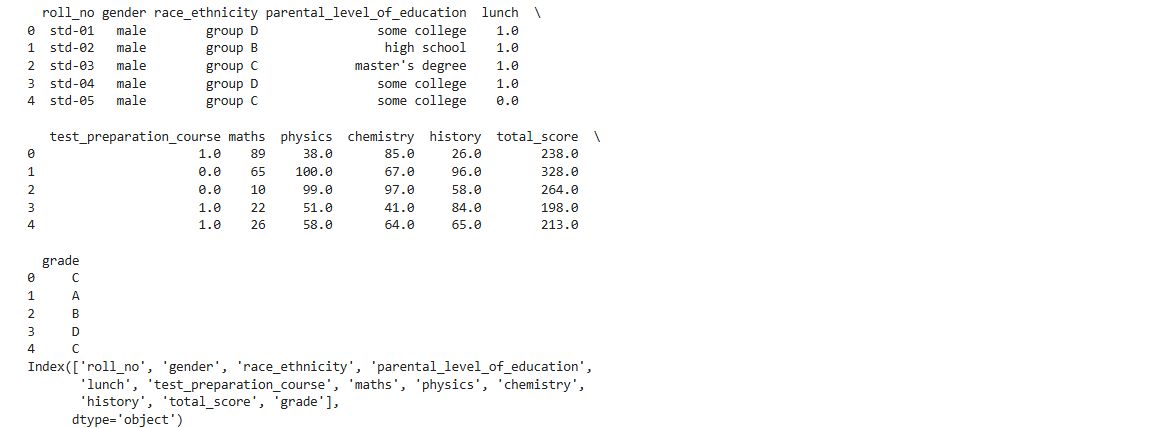 roll_no gender race_ethnicity parental_level_of_education  lunch  \
0  std-01   male        group D                some college    1.0
1  std-02   male        group B                 high school    1.0
2  std-03   male        group C             master's degree    1.0
3  std-04   male        group D                some college    1.0
4  std-05   male        group C                some college    0.0

   test_preparation_course maths  physics  chemistry  history  total_score  \
0                      1.0    89     38.0       85.0     26.0        238.0
1                      0.0    65    100.0       67.0     96.0        328.0
2                      0.0    10     99.0       97.0     58.0        264.0
3                      1.0    22     51.0       41.0     84.0        198.0
4                      1.0    26     58.0       64.0     65.0        213.0

  grade
0     C
1     A
2     B
3     D
4     C
Index(['roll_no', 'gender', 'race_ethnicity', 'parental_level_of_education',
       'lunch', 'test_preparation_course', 'maths', 'physics', 'chemistry',
       'history', 'total_score', 'grade'],
      dtype='object')